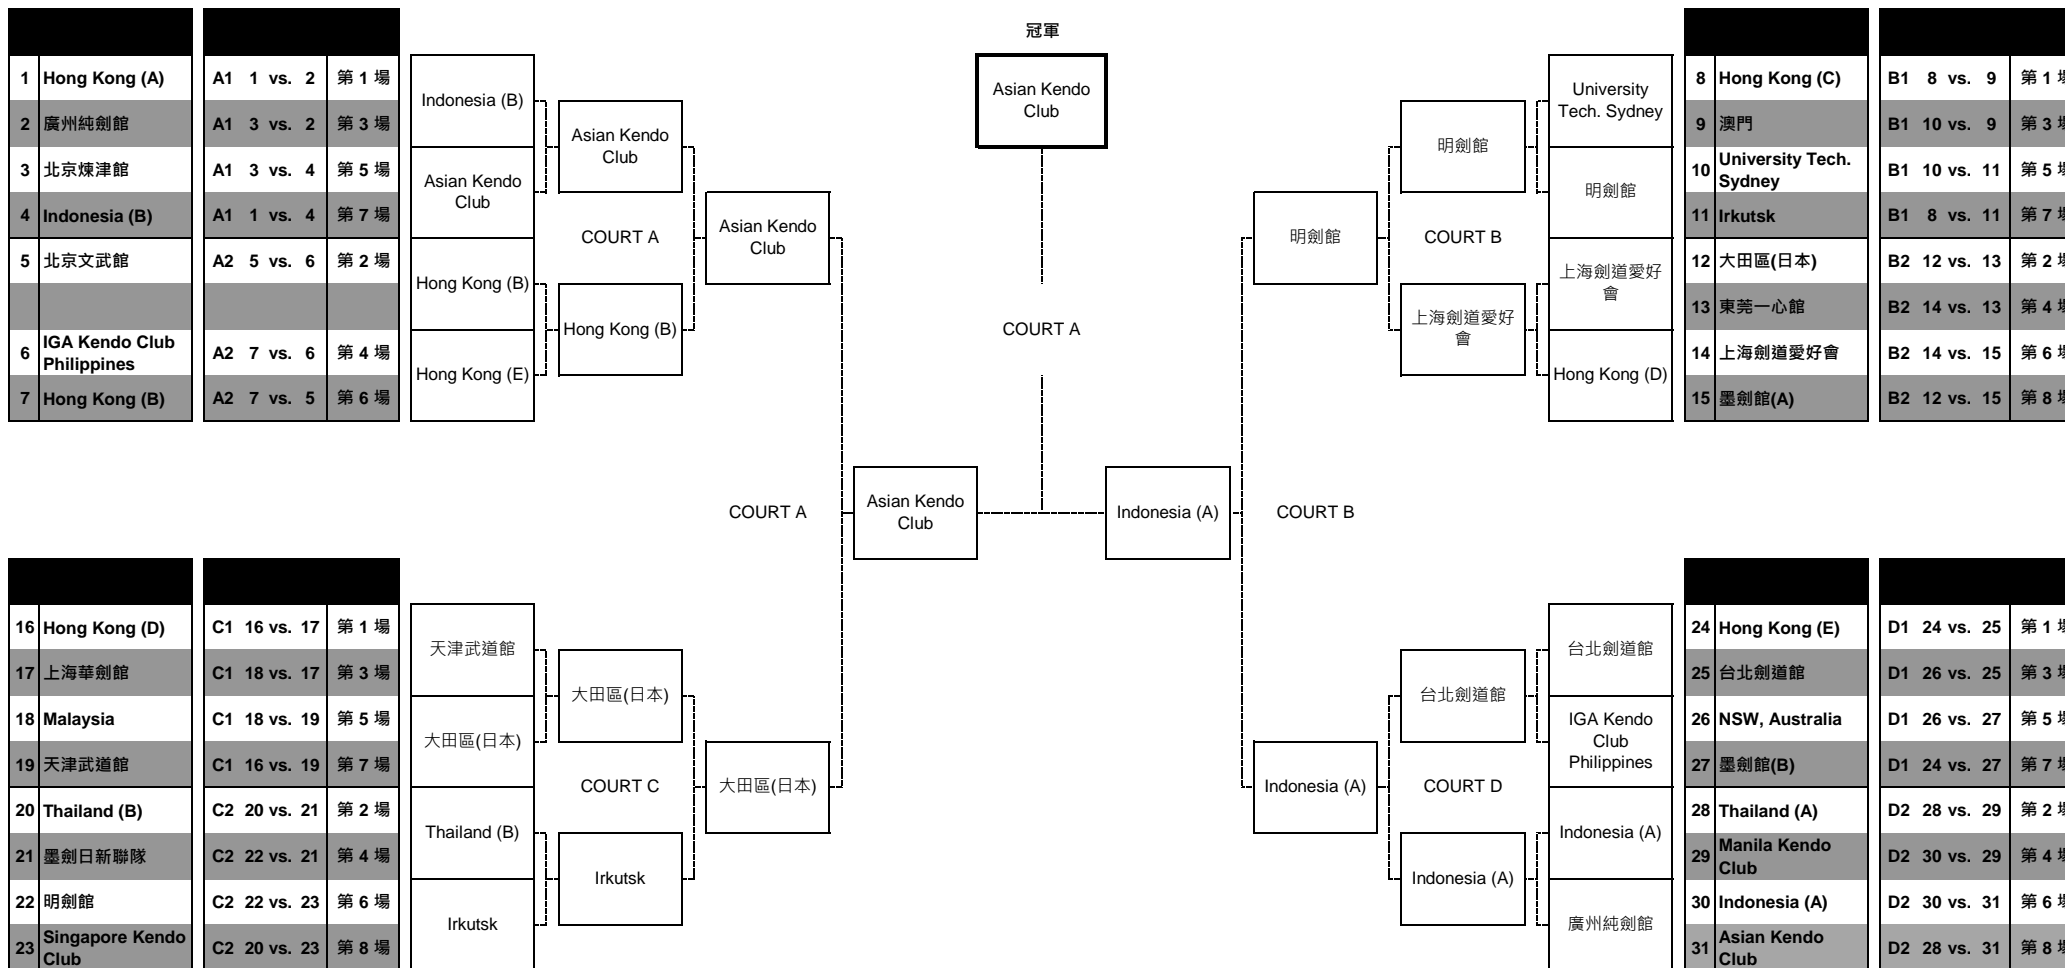 冠軍
Asian Kendo
Club
1 Hong Kong (A) A1 1 vs. 2 第 1 場
2 廣州純劍館 A1 3 vs. 2 第 3 場
3 北京煉津館 A1 3 vs. 4 第 5 場
4 Indonesia (B) A1 1 vs. 4 第 7 場
5 北京文武館 A2 5 vs. 6 第 2 場
6 IGA Kendo Club
Philippines A2 7 vs. 6 第 4 場
7 Hong Kong (B) A2 7 vs. 5 第 6 場
Indonesia (B)
Asian Kendo
Club
Hong Kong (B)
Hong Kong (E)
Asian Kendo
Club
COURT A
Hong Kong (B)
Asian Kendo
Club
COURT A
明劍館
明劍館
COURT B
上海劍道愛好
會
University
Tech. Sydney
明劍館
上海劍道愛好
會
Hong Kong (D)
8 Hong Kong (C) B1 8 vs. 9 第 1 場
9 澳門 B1 10 vs. 9 第 3 場
10 University Tech.
Sydney B1 10 vs. 11 第 5 場
11 Irkutsk B1 8 vs. 11 第 7 場
12 大田區(日本) B2 12 vs. 13 第 2 場
13 東莞一心館 B2 14 vs. 13 第 4 場
14 上海劍道愛好會 B2 14 vs. 15 第 6 場
15 墨劍館(A) B2 12 vs. 15 第 8 場
COURT A
Asian Kendo
Club
Indonesia (A)
COURT B
16 Hong Kong (D) C1 16 vs. 17 第 1 場
17 上海華劍館 C1 18 vs. 17 第 3 場
18 Malaysia C1 18 vs. 19 第 5 場
19 天津武道館 C1 16 vs. 19 第 7 場
20 Thailand (B) C2 20 vs. 21 第 2 場
21 墨劍日新聯隊 C2 22 vs. 21 第 4 場
22 明劍館 C2 22 vs. 23 第 6 場
23 Singapore Kendo
Club C2 20 vs. 23 第 8 場
天津武道館
大田區(日本)
Thailand (B)
Irkutsk
大田區(日本)
COURT C
Irkutsk
大田區(日本)
Indonesia (A)
台北劍道館
COURT D
Indonesia (A)
台北劍道館
IGA Kendo
Club
Philippines
Indonesia (A)
廣州純劍館
24 Hong Kong (E) D1 24 vs. 25 第 1 場
25 台北劍道館 D1 26 vs. 25 第 3 場
26 NSW, Australia D1 26 vs. 27 第 5 場
27 墨劍館(B) D1 24 vs. 27 第 7 場
28 Thailand (A) D2 28 vs. 29 第 2 場
29 Manila Kendo
Club D2 30 vs. 29 第 4 場
30 Indonesia (A) D2 30 vs. 31 第 6 場
31 Asian Kendo
Club D2 28 vs. 31 第 8 場